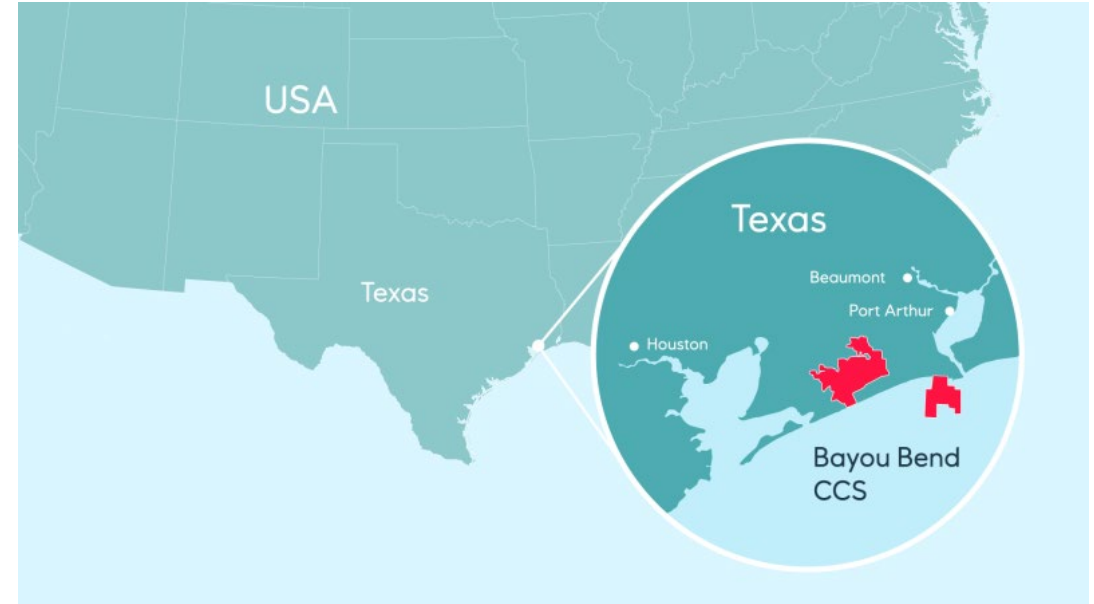 USA
Texas
Texas
Beaumont
Port Arthur
Houston
Bayou Bend
CCS